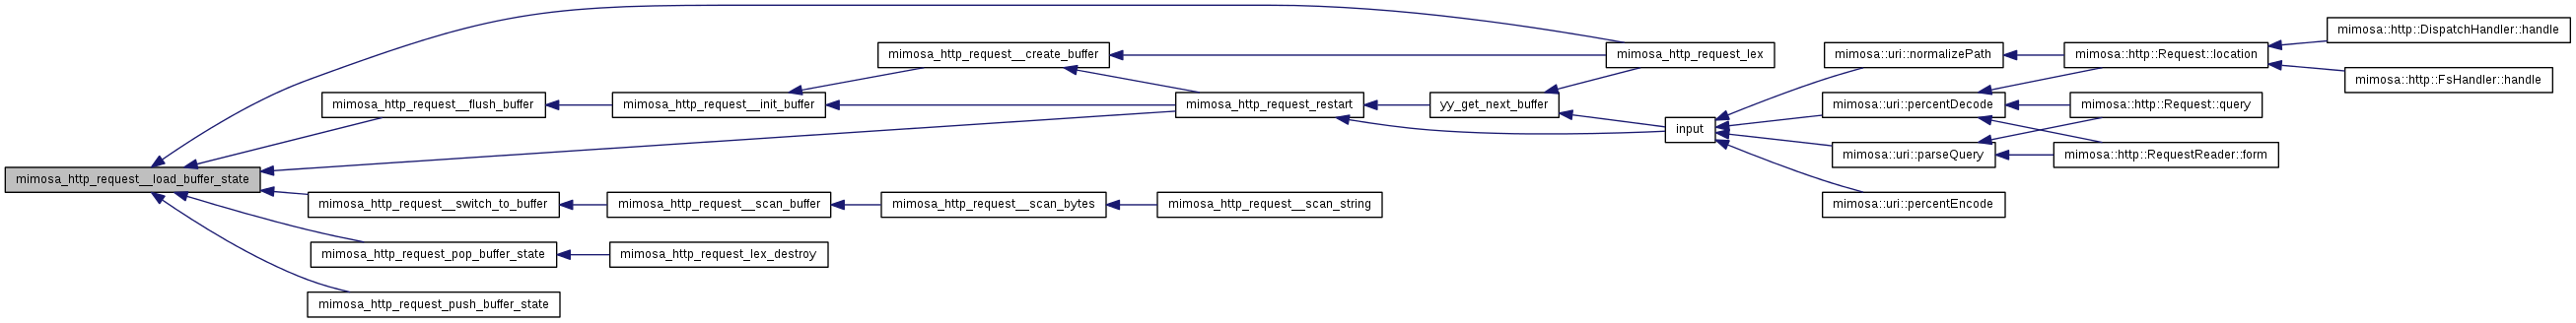 mimosa_http_request__load_buffer_state
mimosa_http_request__flush_buffer
mimosa_http_request__switch_to_buffer
mimosa_http_request_pop_buffer_state
mimosa_http_request_push_buffer_state
mimosa_http_request__init_buffer
mimosa_http_request__scan_buffer
mimosa_http_request_lex_destroy
mimosa_http_request__create_buffer
mimosa_http_request__scan_bytes
mimosa_http_request_restart
mimosa_http_request__scan_string
yy_get_next_buffer
mimosa_http_request_lex
input
mimosa::uri::normalizePath
mimosa::uri::percentDecode
mimosa::uri::parseQuery
mimosa::uri::percentEncode
mimosa::http::Request::location
mimosa::http::Request::query
mimosa::http::RequestReader::form
mimosa::http::DispatchHandler::handle
mimosa::http::FsHandler::handle